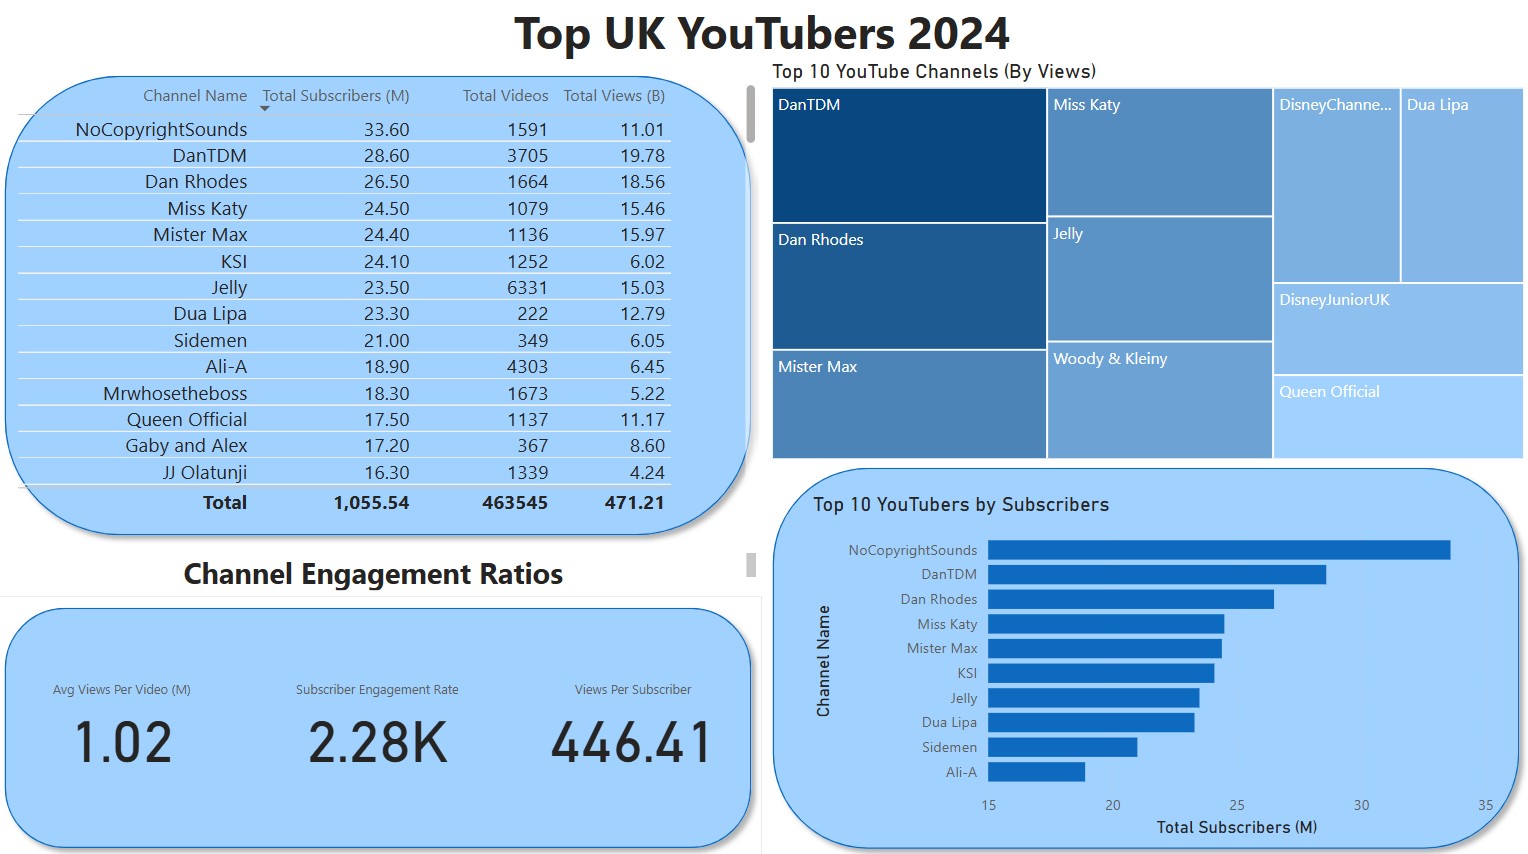 Top UK YouTubers 2024
Channel Name Total Subscribers (M) Total Videos Total Views (B)
NoCopyrightSounds 33.60 1591 11.01
DanTDM 28.60 3705 19.78
Dan Rhodes 26.50 1664 18.56
Miss Katy 24.50 1079 15.46
Mister Max 24.40 1136 15.97
KSI 24.10 1252 6.02
Jelly 23.50 6331 15.03
Dua Lipa 23.30 222 12.79
Sidemen 21.00 349 6.05
Ali-A 18.90 4303 6.45
Mrwhosetheboss 18.30 1673 5.22
Queen Official 17.50 1137 11.17
Gaby and Alex 17.20 367 8.60
JJ Olatunji 16.30 1339 4.24
Total 1,055.54 463545 471.21
Top 10 YouTube Channels (By Views)
DanTDM
Dan Rhodes
Mister Max
Miss Katy
Jelly
Woody & Kleiny
DisneyChanne...
Dua Lipa
DisneyJuniorUK
Queen Official
Channel Engagement Ratios
Avg Views Per Video (M)
1.02
Subscriber Engagement Rate
2.28K
Views Per Subscriber
446.41
Top 10 YouTubers by Subscribers
Channel Name
NoCopyrightSounds
DanTDM
Dan Rhodes
Miss Katy
Mister Max
KSI
Jelly
Dua Lipa
Sidemen
Ali-A
15 20 25 30 35
Total Subscribers (M)